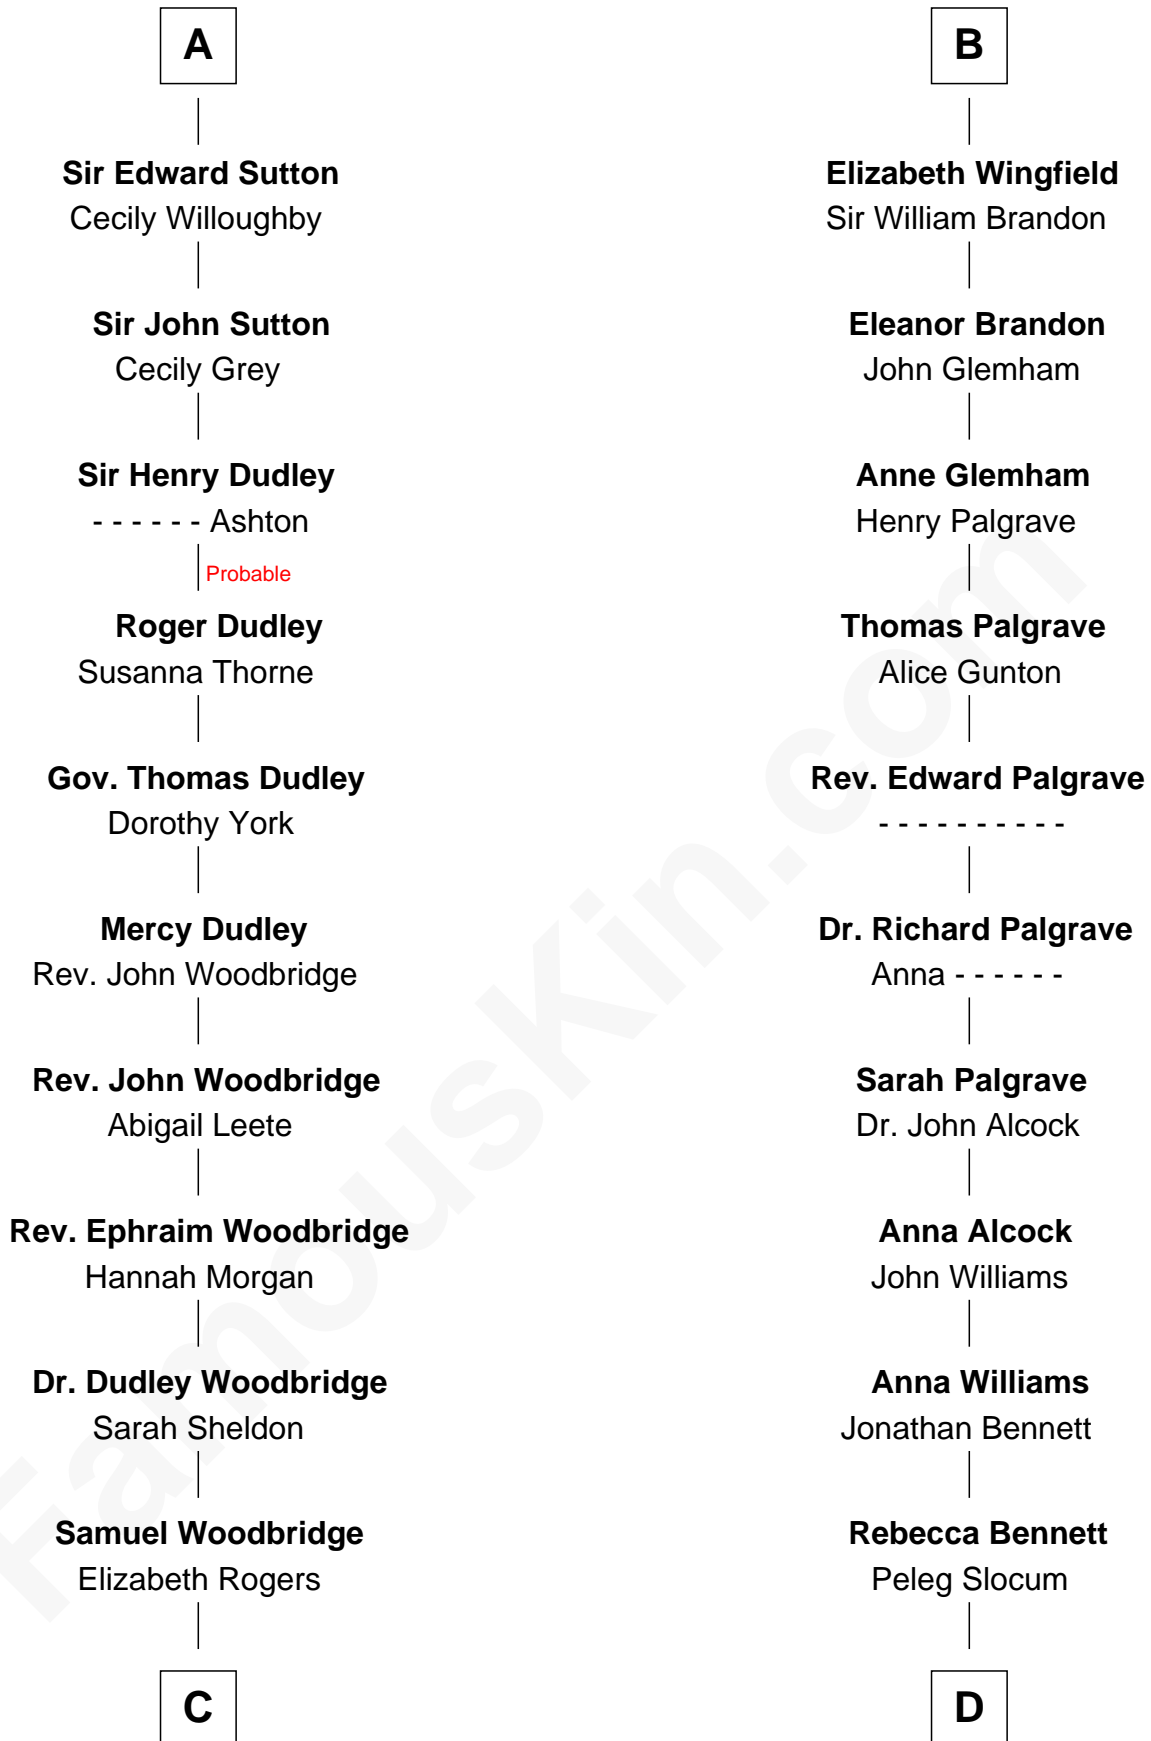 A
Sir Edward Sutton
Cecily Willoughby
Sir John Sutton
Cecily Grey
Sir Henry Dudley
- - - - - - Ashton
Probable
Roger Dudley
Susanna Thorne
Gov. Thomas Dudley
Dorothy York
Mercy Dudley
Rev. John Woodbridge
Rev. John Woodbridge
Abigail Leete
Rev. Ephraim Woodbridge
Hannah Morgan
Dr. Dudley Woodbridge
Sarah Sheldon
Samuel Woodbridge
Elizabeth Rogers
C
B
Elizabeth Wingfield
Sir William Brandon
Eleanor Brandon
John Glemham
Anne Glemham
Henry Palgrave
Thomas Palgrave
Alice Gunton
Rev. Edward Palgrave
- - - - - - - - - -
Dr. Richard Palgrave
Anna - - - - - -
Sarah Palgrave
Dr. John Alcock
Anna Alcock
John Williams
Anna Williams
Jonathan Bennett
Rebecca Bennett
Peleg Slocum
D
FamousKin.com